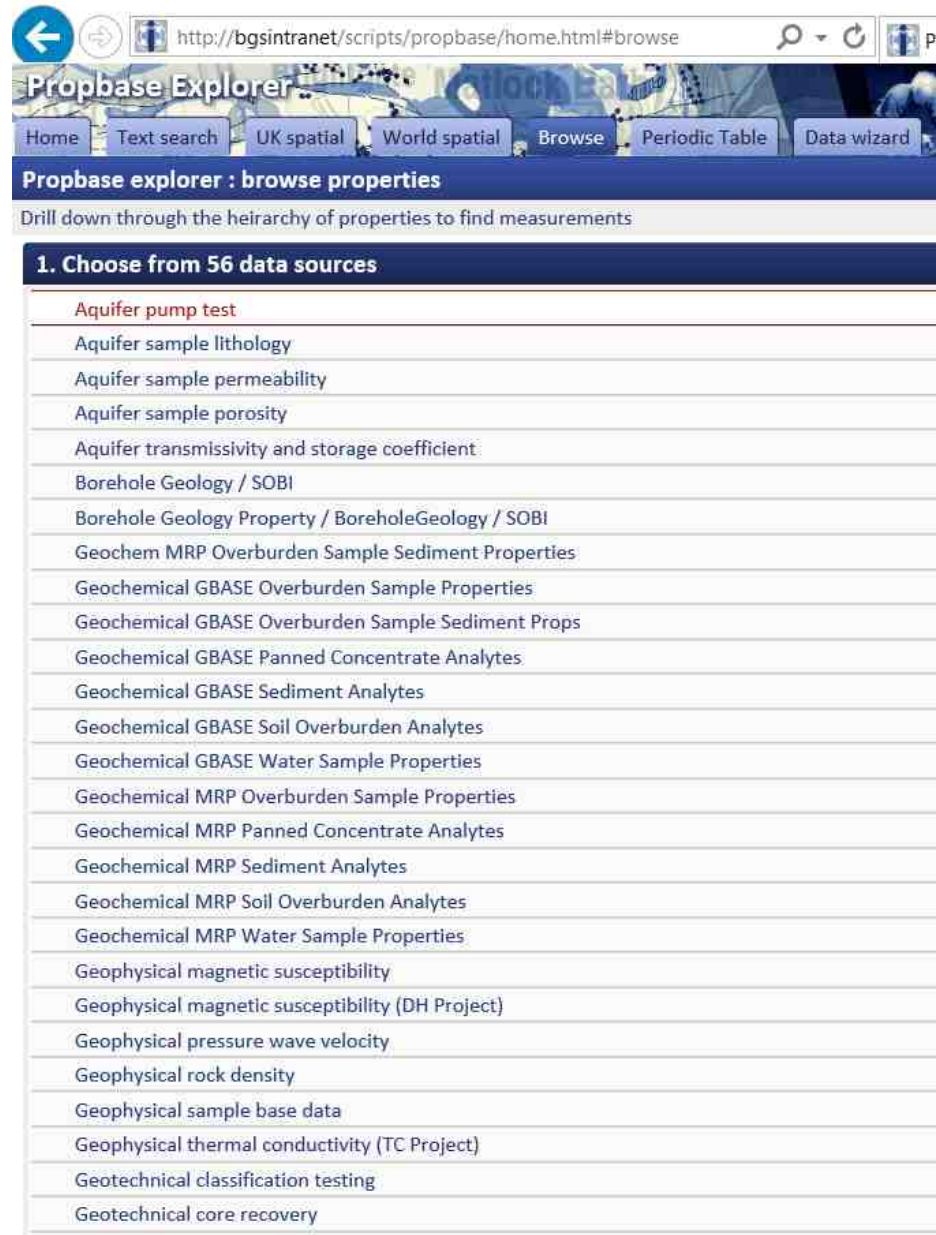 http://bgsintranet/scripts/propbase/home.html#browse
P
Propbase Explorer
Matlock Bath
Home Text search UK spatial World spatial Browse Periodic Table Data wizard
Propbase explorer : browse properties
Drill down through the heirarchy of properties to find measurements
1. Choose from 56 data sources
Aquifer pump test
Aquifer sample lithology
Aquifer sample permeability
Aquifer sample porosity
Aquifer transmissivity and storage coefficient
Borehole Geology / SOBI
Borehole Geology Property / BoreholeGeology / SOBI
Geochem MRP Overburden Sample Sediment Properties
Geochemical GBASE Overburden Sample Properties
Geochemical GBASE Overburden Sample Sediment Props
Geochemical GBASE Panned Concentrate Analytes
Geochemical GBASE Sediment Analytes
Geochemical GBASE Soil Overburden Analytes
Geochemical GBASE Water Sample Properties
Geochemical MRP Overburden Sample Properties
Geochemical MRP Panned Concentrate Analytes
Geochemical MRP Sediment Analytes
Geochemical MRP Soil Overburden Analytes
Geochemical MRP Water Sample Properties
Geophysical magnetic susceptibility
Geophysical magnetic susceptibility (DH Project)
Geophysical pressure wave velocity
Geophysical rock density
Geophysical sample base data
Geophysical thermal conductivity (TC Project)
Geotechnical classification testing
Geotechnical core recovery